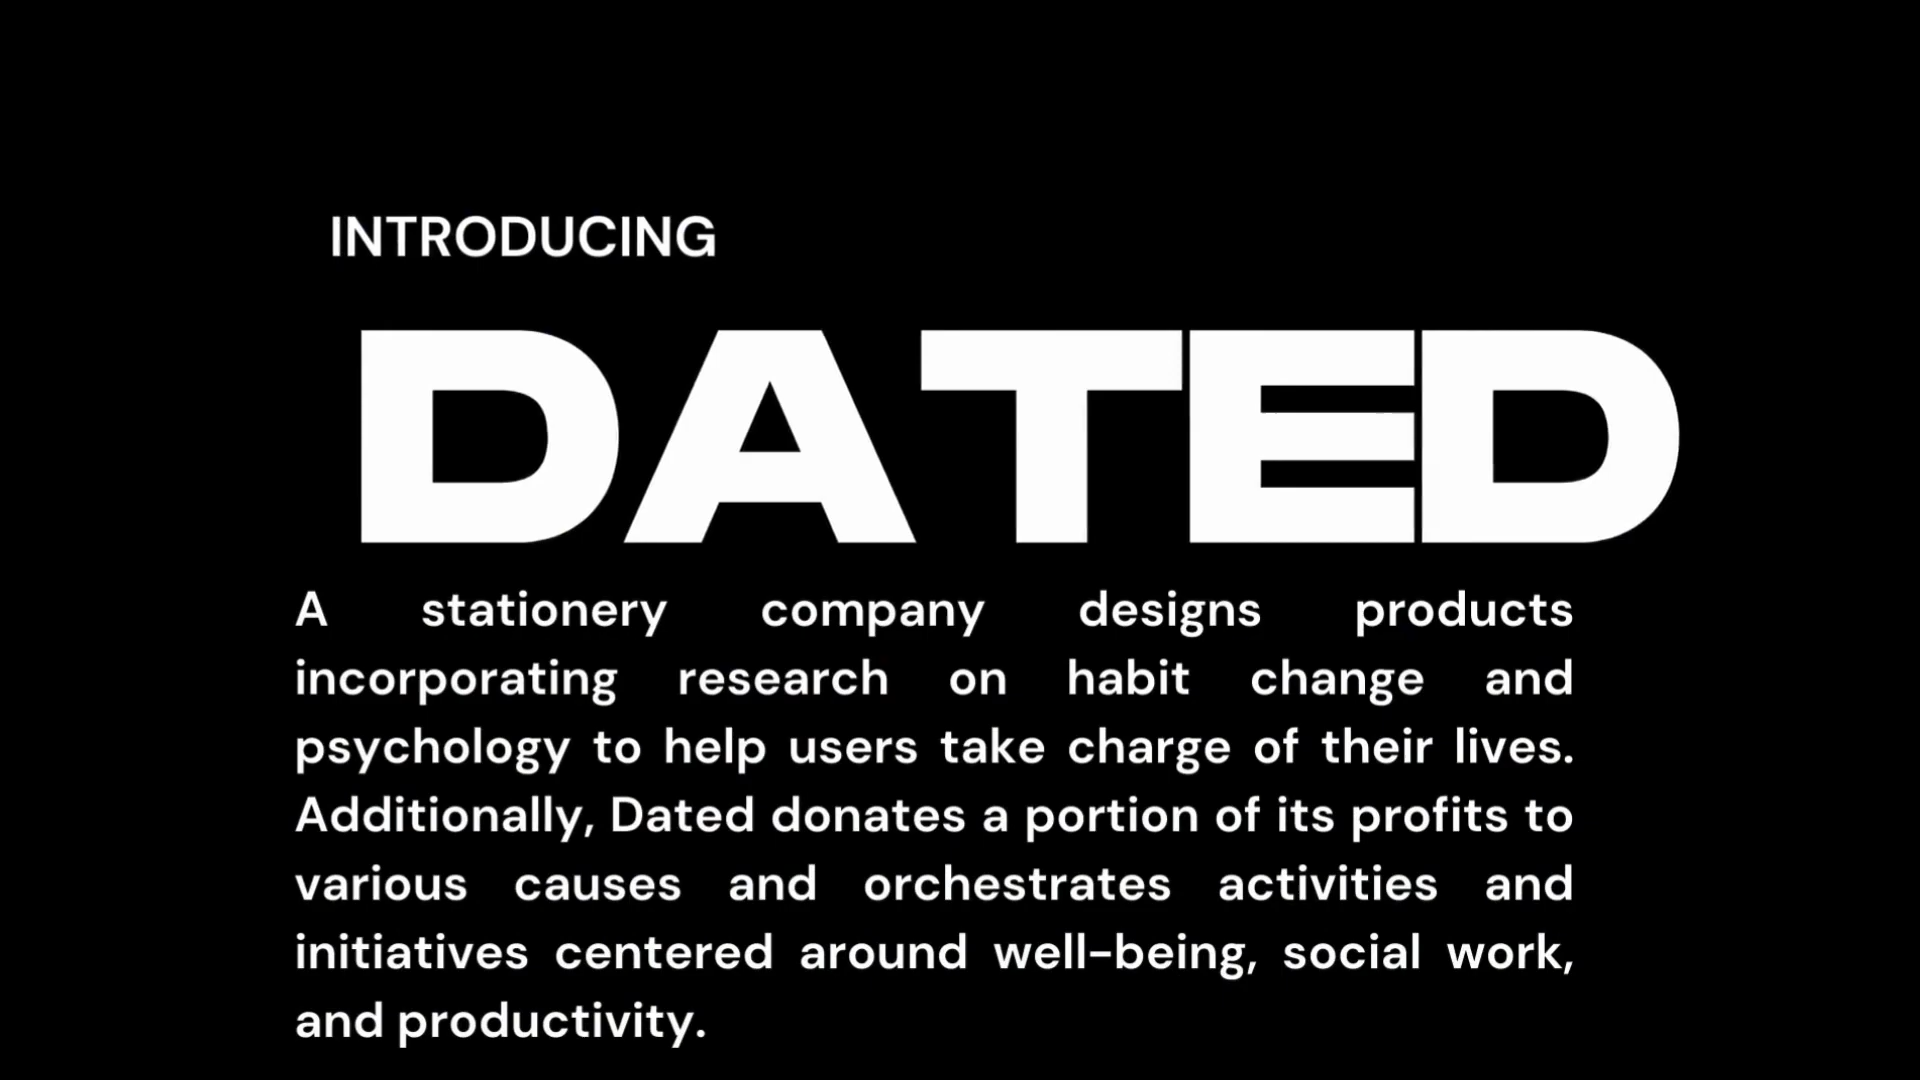 INTRODUCING
DATED
A stationery company designs products
incorporating research on habit change and
psychology to help users take charge of their lives.
Additionally, Dated donates a portion of its profits to
various causes and orchestrates activities and
initiatives centered around well-being, social work,
and productivity.